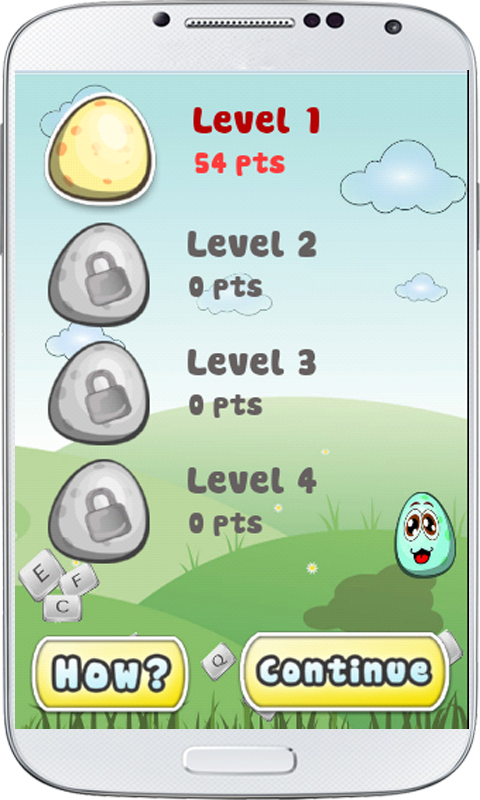 Level 1
54 pts
Level 2
0 pts
Level 3
0 pts
Level 4
0 pts
E
F
C
Q
How?
Continue